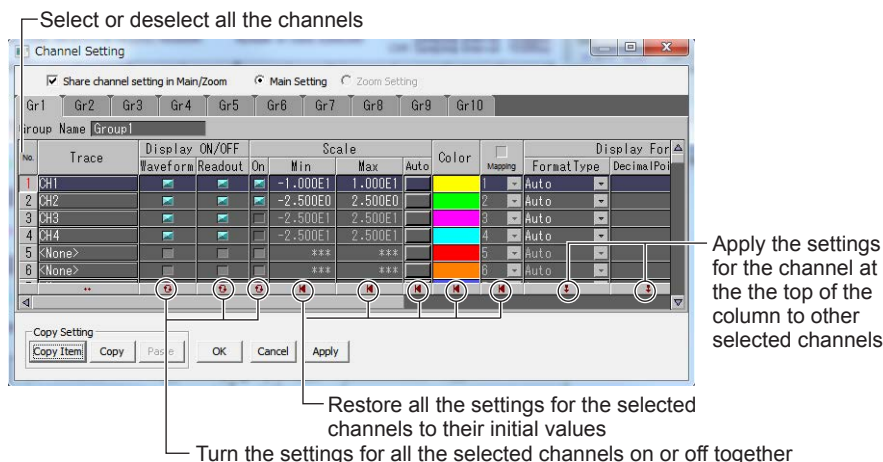 Select or deselect all the channels
Channel Setting
Share channel setting in Main/Zoom Main Setting Zoom Setting
Gr1 Gr2 Gr3 Gr4 Gr5 Gr6 Gr7 Gr8 Gr9 Gr10
Group Name Group1
No. Trace Display ON/OFF Scale Color Mapping Display For
Waveform Readout On Min Max Auto FormatType DecimalPoi
1 CH1 -1.000E1 1.000E1 1 Auto
2 CH2 -2.500E0 2.500E0 2 Auto
3 CH3 -2.500E1 2.500E1 3 Auto
4 CH4 -2.500E1 2.500E1 4 Auto
5 <None> *** *** 5 Auto
6 <None> *** *** 6 Auto
Apply the settings
for the channel at
the the top of the
column to other
selected channels
Copy Setting
Copy Item Copy Paste OK Cancel Apply
Restore all the settings for the selected
channels to their initial values
Turn the settings for all the selected channels on or off together